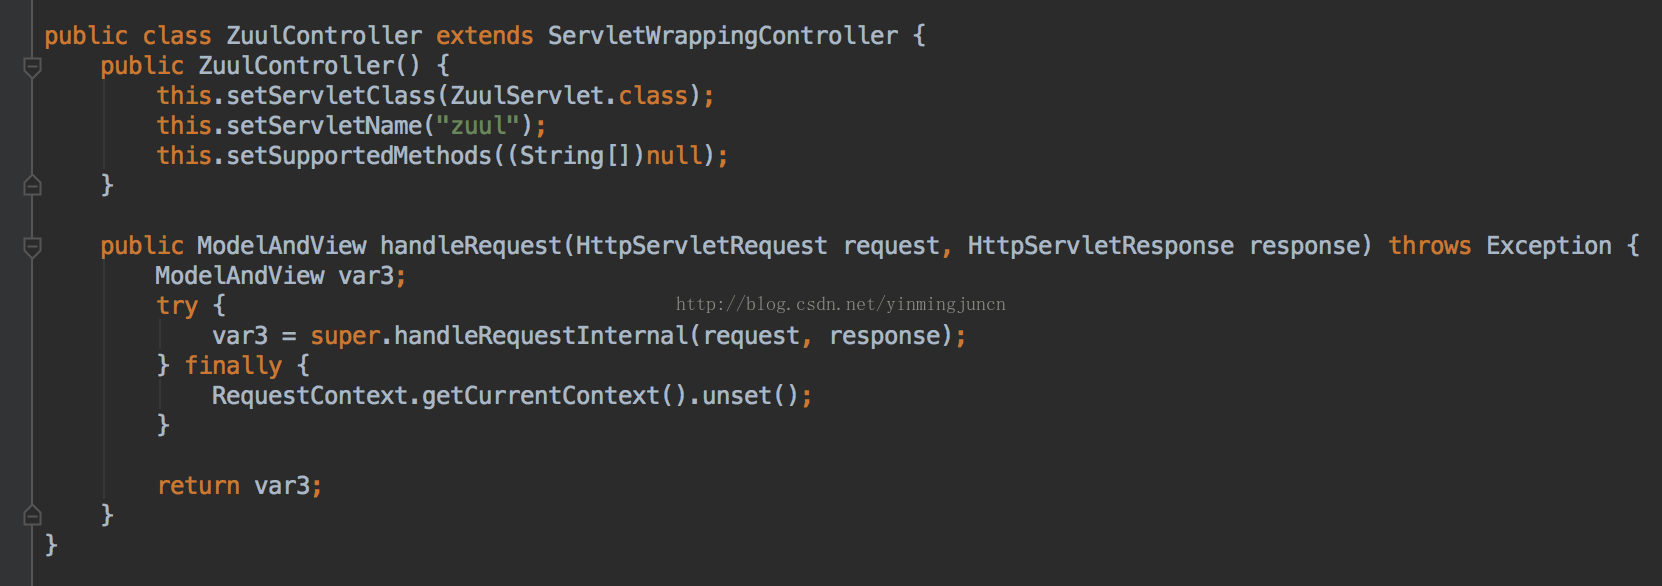 public class ZuulController extends ServletWrappingController {
public ZuulController() {
this.setServletClass(ZuulServlet.class);
this.setServletName("zuul");
this.setSupportedMethods((String[])null);
}
public ModelAndView handleRequest(HttpServletRequest request, HttpServletResponse response) throws Exception {
ModelAndView var3;
try {
http://blog.csdn.net/yinmingjuncn
var3 = super.handleRequestInternal(request, response);
} finally {
RequestContext.getCurrentContext().unset();
}
return var3;
}
}